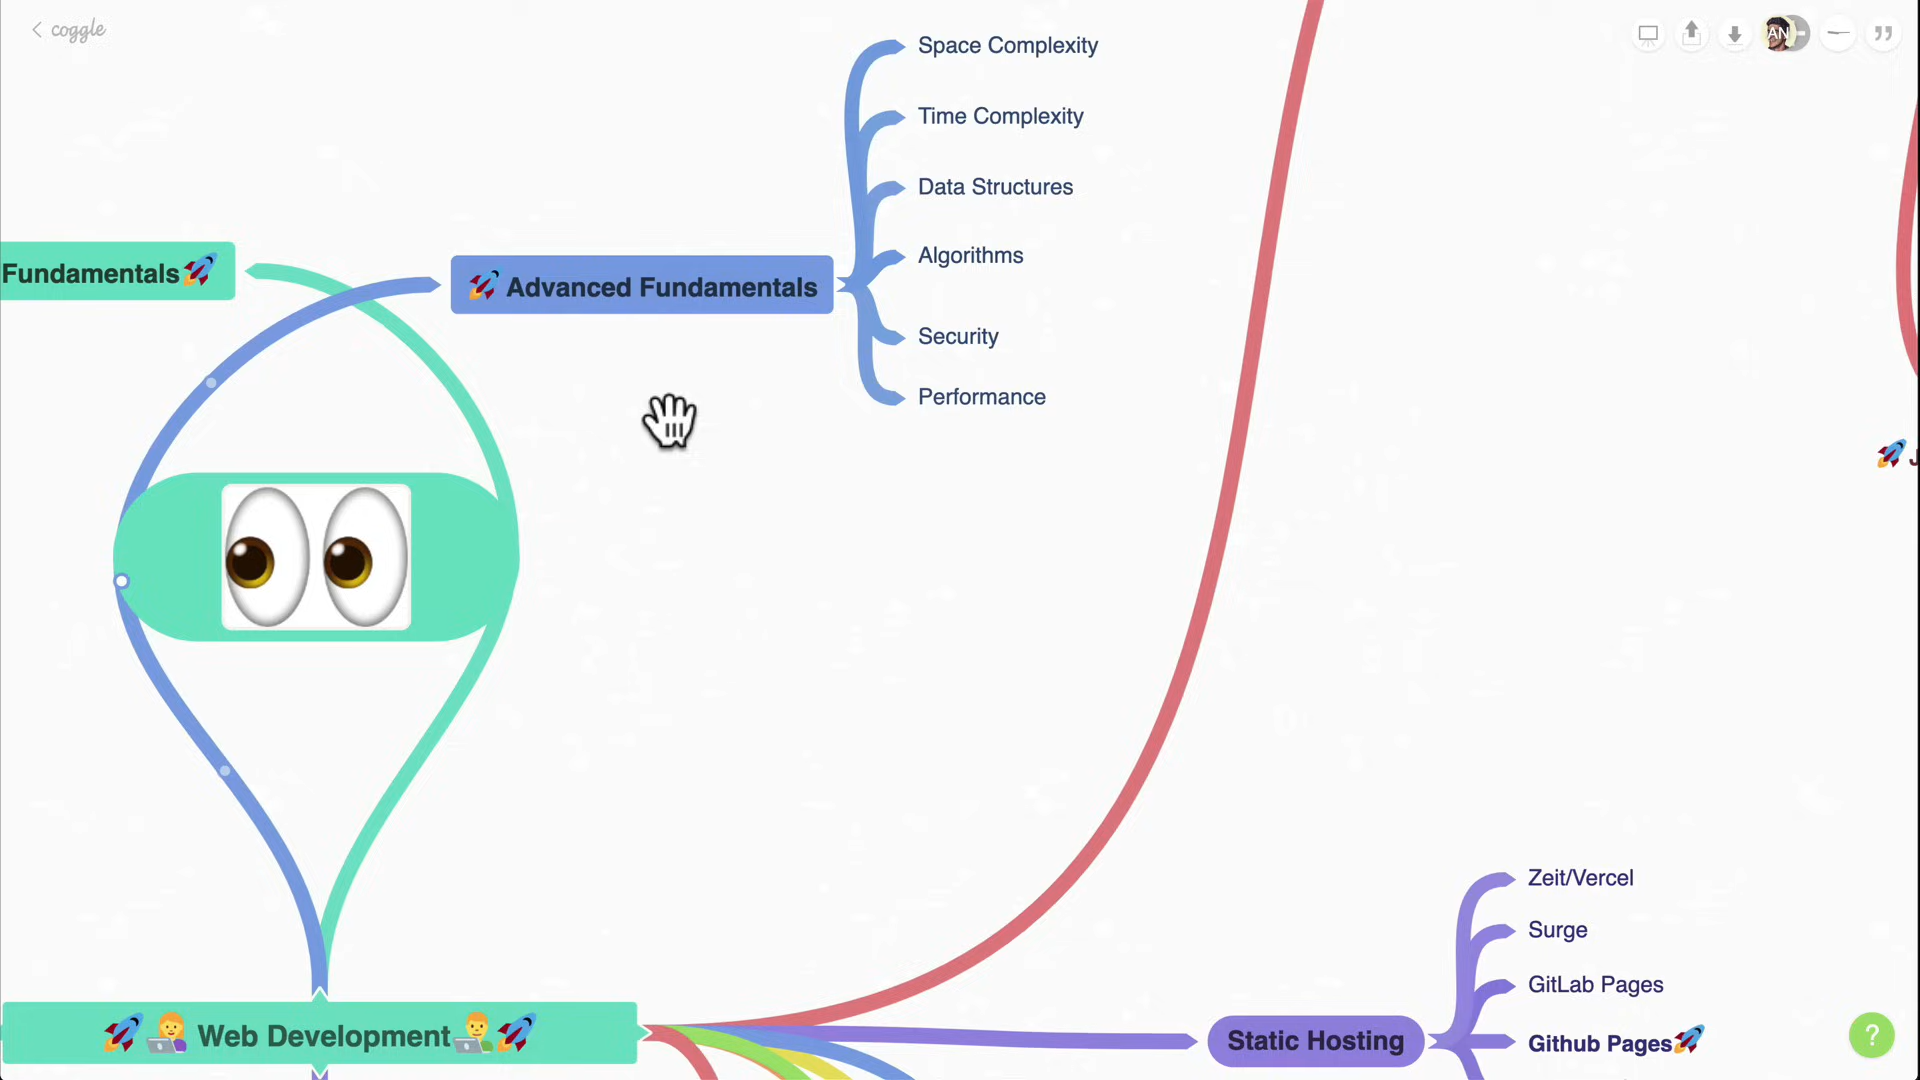 coggle
AN
Space Complexity
Time Complexity
Data Structures
Algorithms
Security
Performance
Fundamentals
Advanced Fundamentals
J
Web Development
Static Hosting
Zeit/Vercel
Surge
GitLab Pages
Github Pages
?